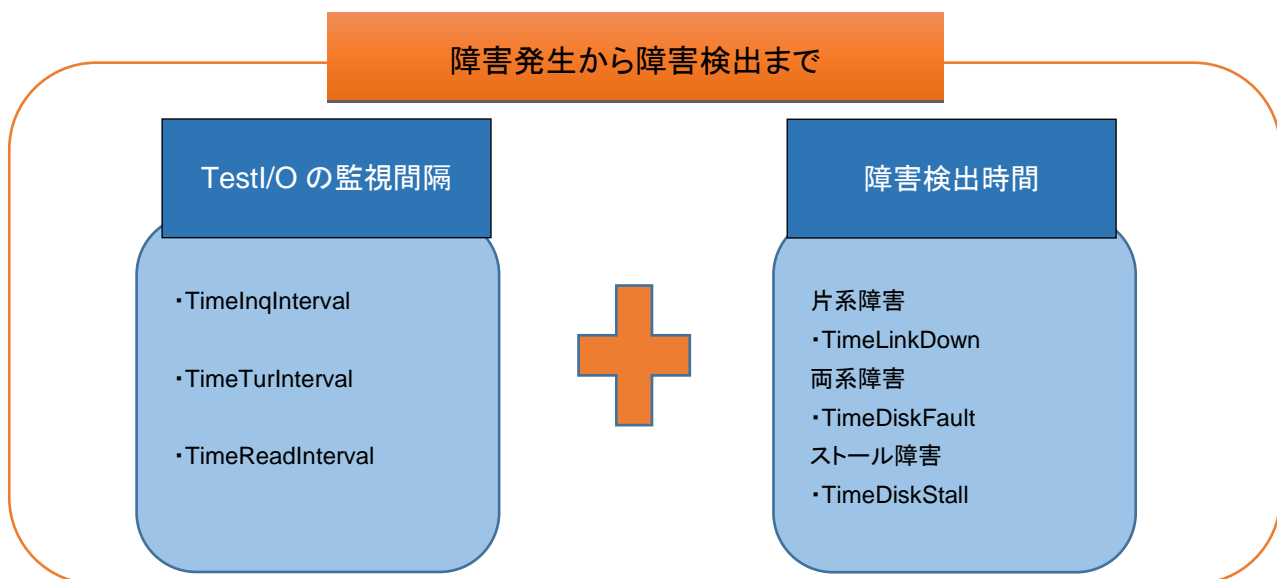 障害発生から障害検出まで
TestI/O の監視間隔
・TimeInqInterval
・TimeTurInterval
・TimeReadInterval
障害検出時間
片系障害
・TimeLinkDown
両系障害
・TimeDiskFault
ストール障害
・TimeDiskStall